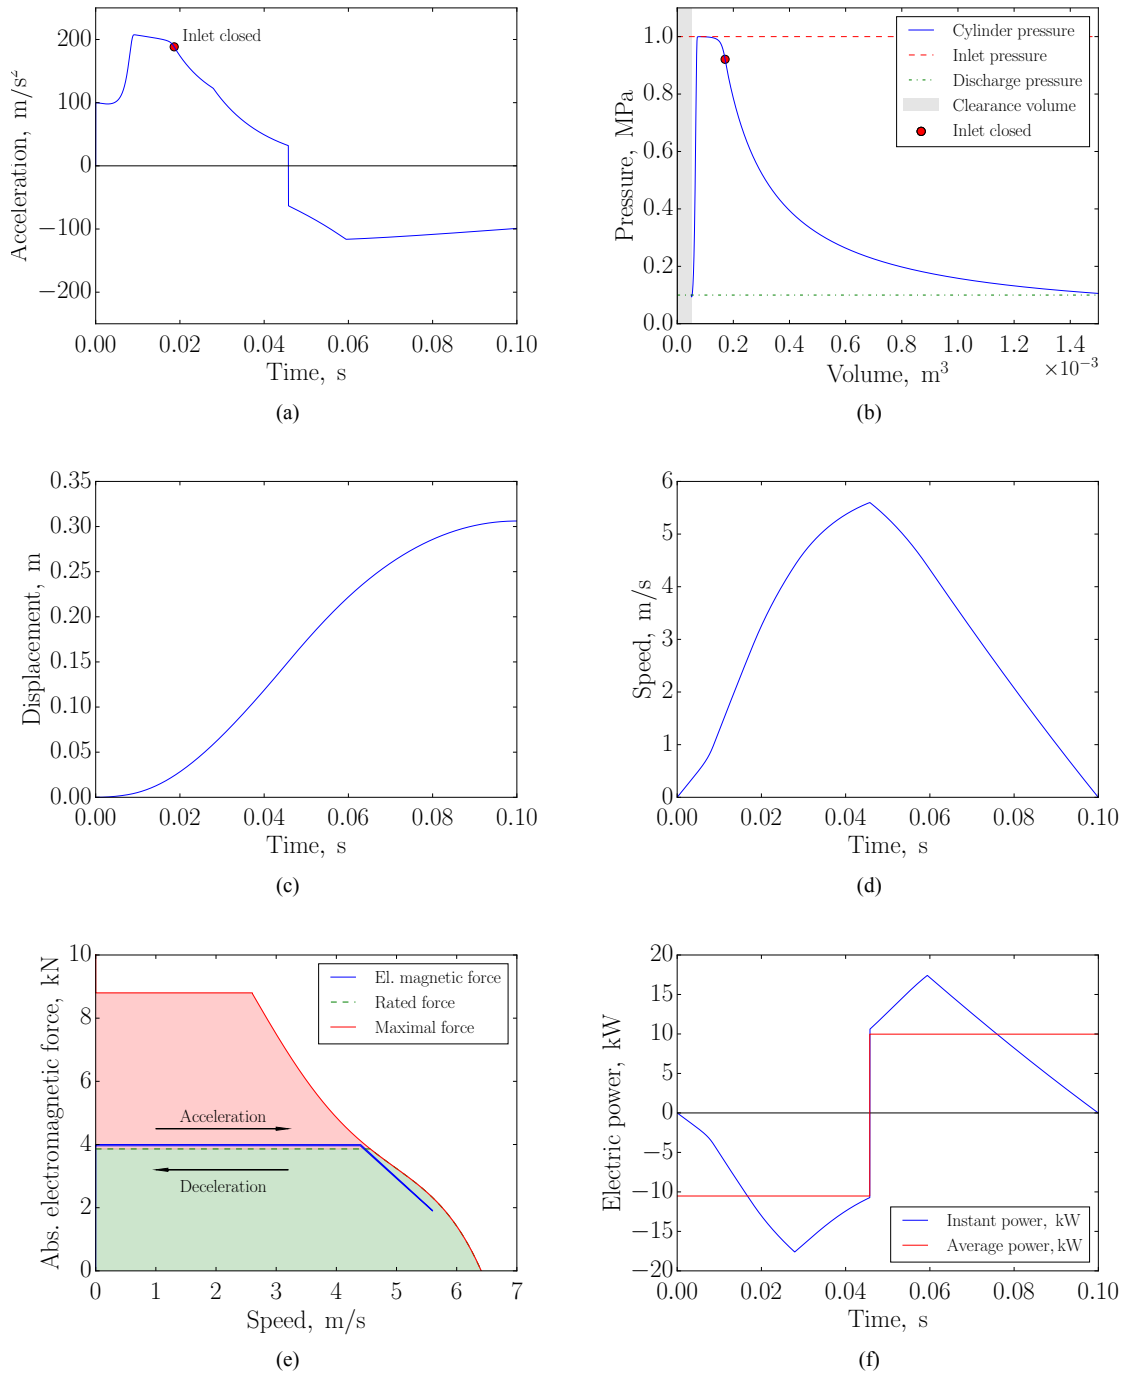 200
100
0
−100
−200
0.00 0.02 0.04 0.06 0.08 0.10
Acceleration, m/s²
Time, s
Inlet closed
(a)
1.0
0.8
0.6
0.4
0.2
0.0
0.0 0.2 0.4 0.6 0.8 1.0 1.2 1.4
×10⁻³
Pressure, MPa
Volume, m³
Cylinder pressure
Inlet pressure
Discharge pressure
Clearance volume
Inlet closed
(b)
0.35
0.30
0.25
0.20
0.15
0.10
0.05
0.00
0.00 0.02 0.04 0.06 0.08 0.10
Displacement, m
Time, s
(c)
6
5
4
3
2
1
0
0.00 0.02 0.04 0.06 0.08 0.10
Speed, m/s
Time, s
(d)
10
8
6
4
2
0
0 1 2 3 4 5 6 7
Abs. electromagnetic force, kN
Speed, m/s
El. magnetic force
Rated force
Maximal force
Acceleration
Deceleration
(e)
20
15
10
5
0
−5
−10
−15
−20
0.00 0.02 0.04 0.06 0.08 0.10
Electric power, kW
Time, s
Instant power, kW
Average power, kW
(f)